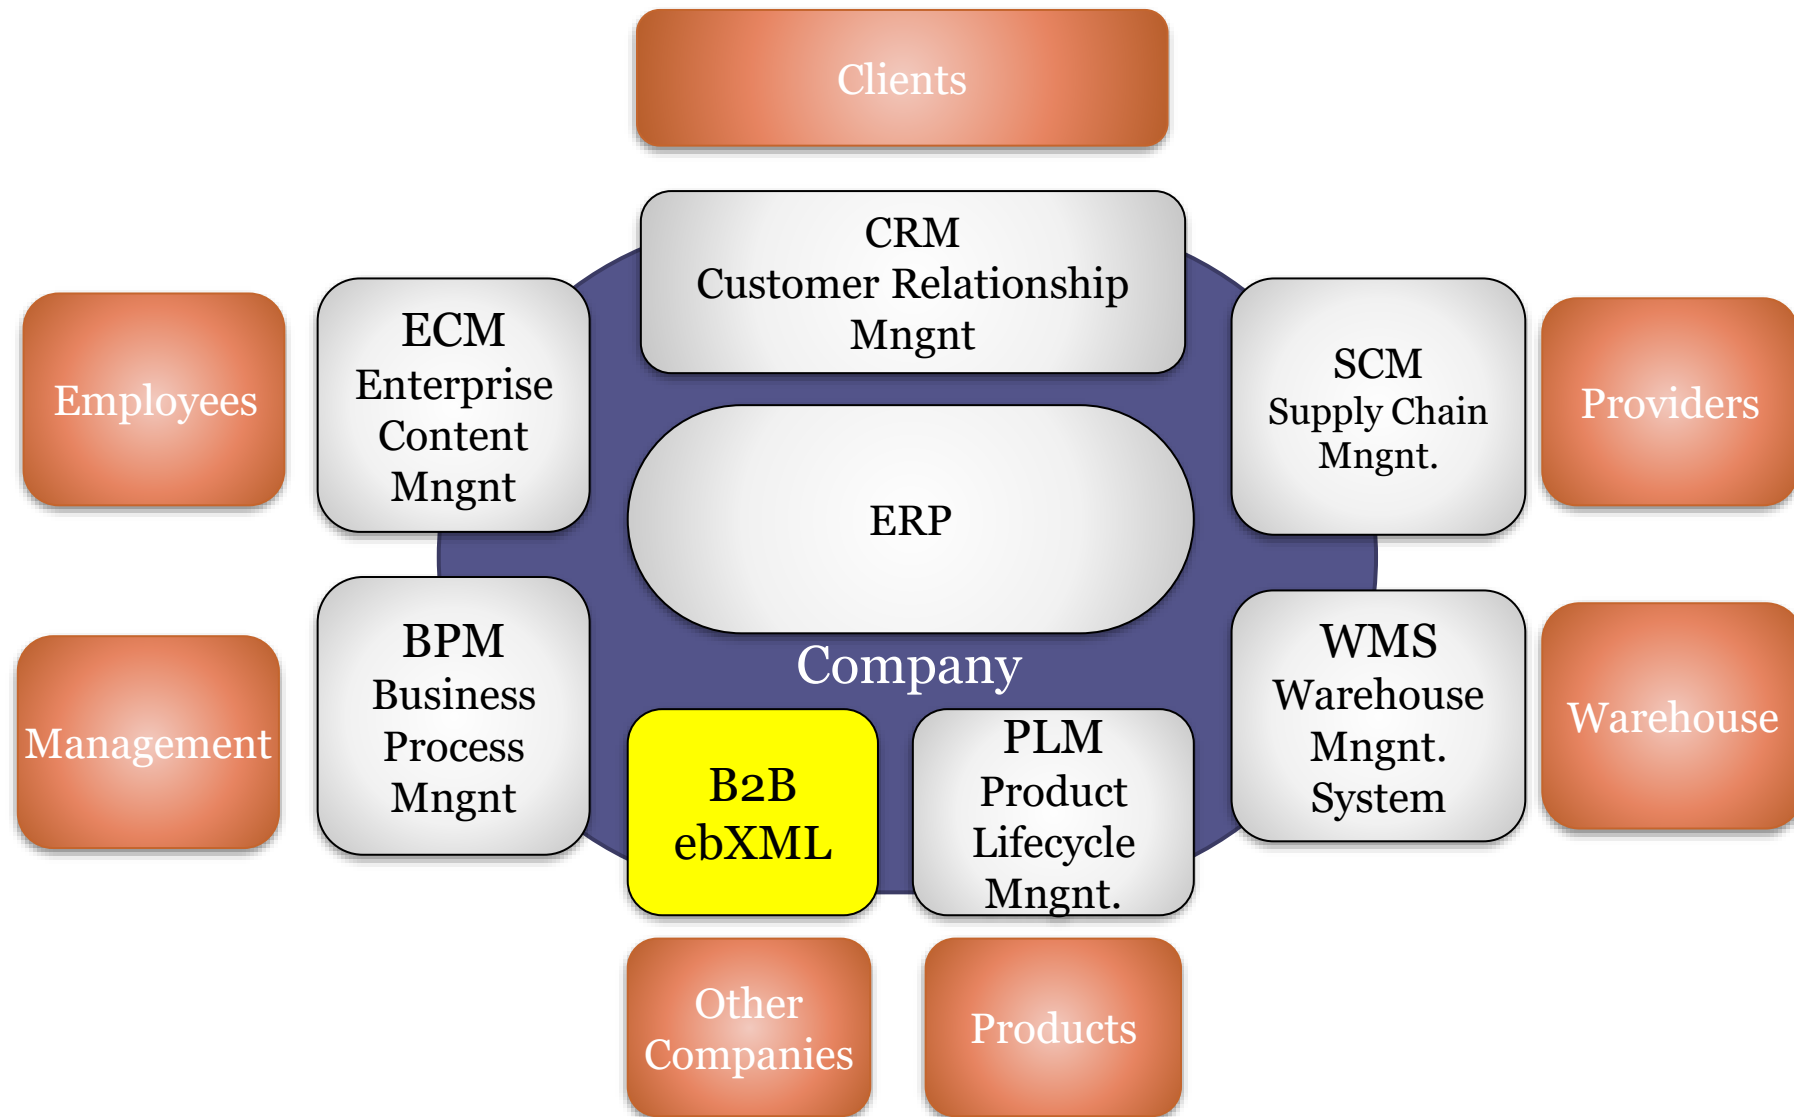 Clients
CRM
Customer Relationship
Mngnt
Employees
ECM
Enterprise
Content
Mngnt
SCM
Supply Chain
Mngnt.
Providers
ERP
Company
Management
BPM
Business
Process
Mngnt
B2B
ebXML
PLM
Product
Lifecycle
Mngnt.
WMS
Warehouse
Mngnt.
System
Warehouse
Other
Companies
Products